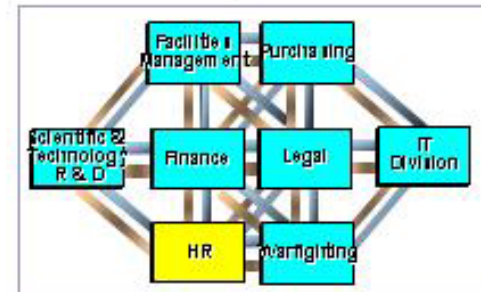 Facilities
Management
Purchasing
Scientific &
Technology
R & D
Finance
Legal
IT
Division
HR
Warfighting